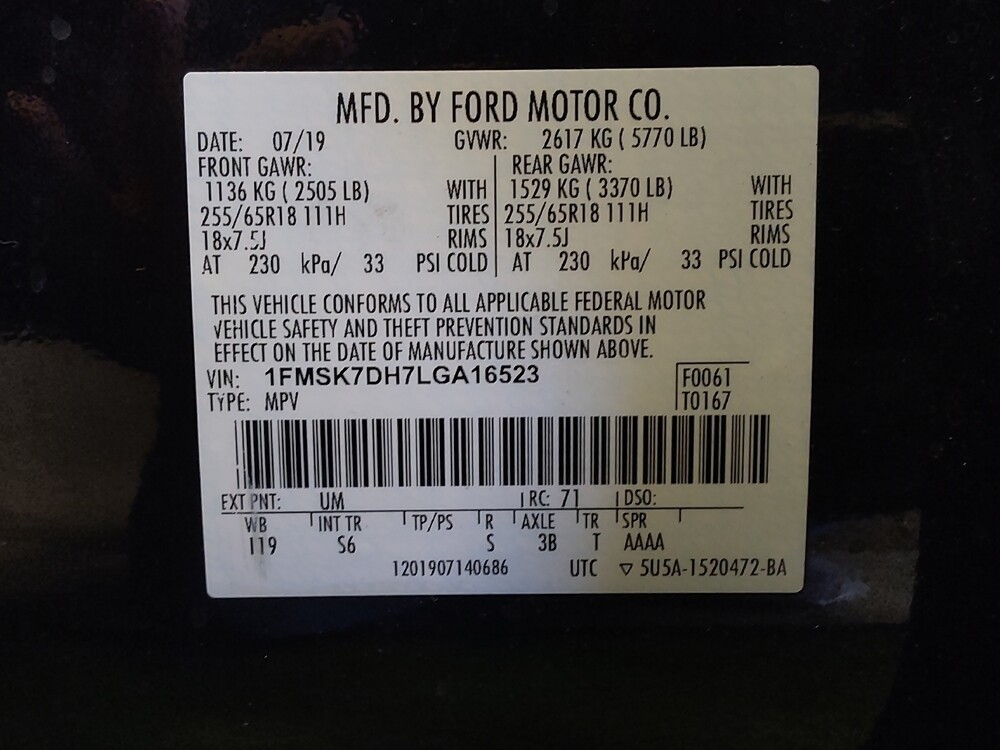 MFD. BY FORD MOTOR CO.
DATE: 07/19 GVWR: 2617 KG ( 5770 LB)
FRONT GAWR: REAR GAWR:
1136 KG ( 2505 LB) WITH 1529 KG ( 3370 LB) WITH
255/65R18 111H TIRES 255/65R18 111H TIRES
18x7.5J RIMS 18x7.5J RIMS
AT 230 kPa/ 33 PSI COLD AT 230 kPa/ 33 PSI COLD
THIS VEHICLE CONFORMS TO ALL APPLICABLE FEDERAL MOTOR
VEHICLE SAFETY AND THEFT PREVENTION STANDARDS IN
EFFECT ON THE DATE OF MANUFACTURE SHOWN ABOVE.
VIN: 1FMSK7DH7LGA16523 F0061
TYPE: MPV T0167
EXT PNT: UM RC: 71 DSO:
WB INT TR TP/PS R AXLE TR SPR
119 S6 S 3B T AAAA
1201907140686 UTC ▽ 5U5A-1520472-BA